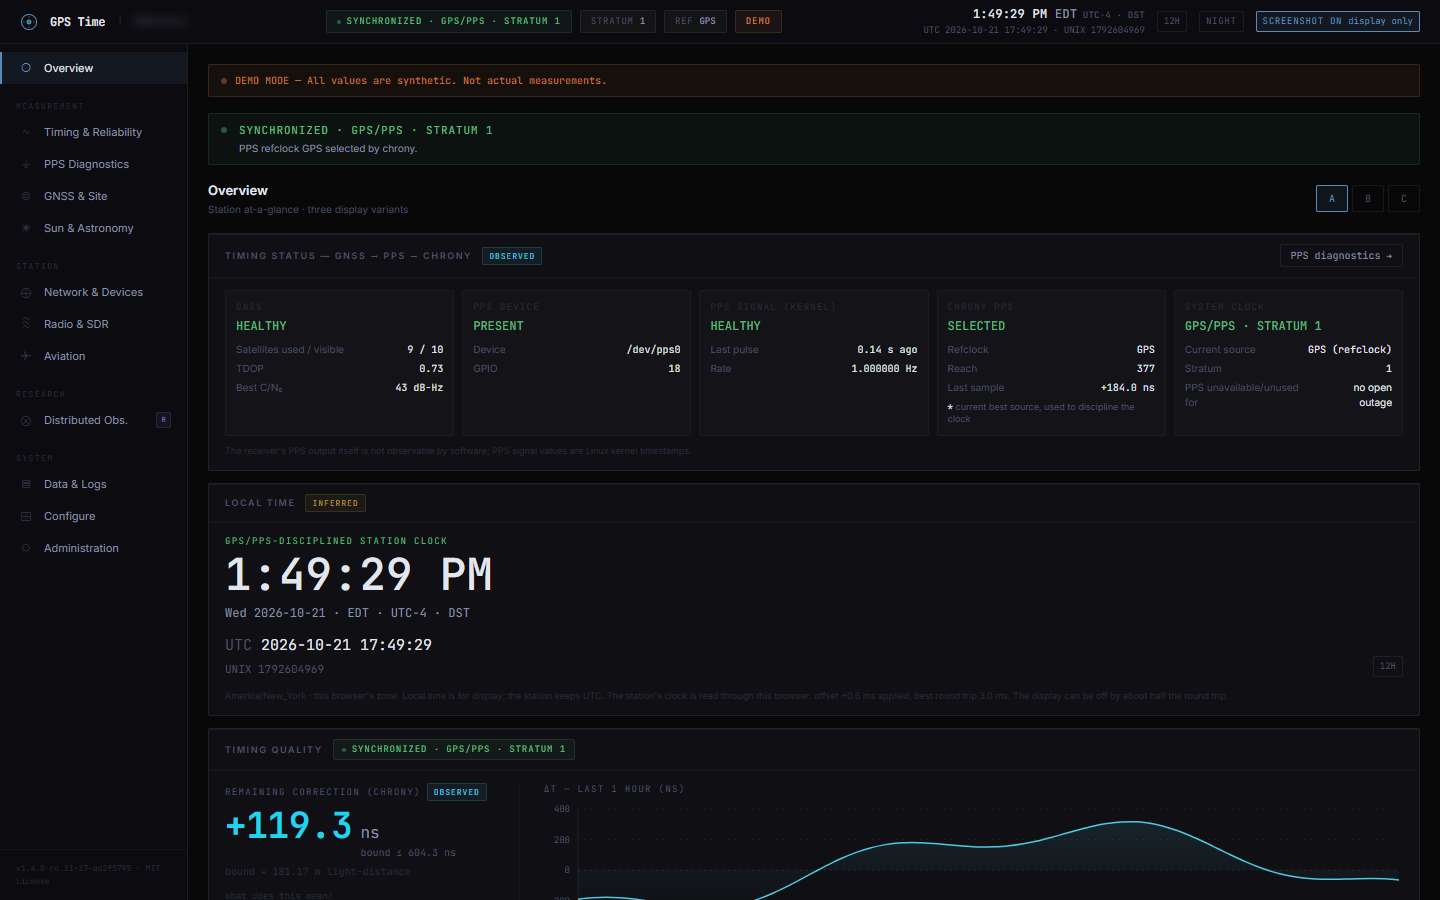 GPS Time
SYNCHRONIZED · GPS/PPS · STRATUM 1
STRATUM 1
REF GPS
DEMO
1:49:29 PM EDT UTC-4 · DST
UTC 2026-10-21 17:49:29 · UNIX 1792604969
12H
NIGHT
SCREENSHOT ON display only
Overview
MEASUREMENT
Timing & Reliability
PPS Diagnostics
GNSS & Site
Sun & Astronomy
STATION
Network & Devices
Radio & SDR
Aviation
RESEARCH
Distributed Obs. R
SYSTEM
Data & Logs
Configure
Administration
v1.4.0-rc.11-17-gd2f5795 · MIT
License
DEMO MODE — All values are synthetic. Not actual measurements.
SYNCHRONIZED · GPS/PPS · STRATUM 1
PPS refclock GPS selected by chrony.
Overview
Station at-a-glance · three display variants
A B C
TIMING STATUS — GNSS → PPS → CHRONY OBSERVED
PPS diagnostics →
GNSS
HEALTHY
Satellites used / visible 9 / 10
TDOP 0.73
Best C/N₀ 43 dB-Hz
PPS DEVICE
PRESENT
Device /dev/pps0
GPIO 18
PPS SIGNAL (KERNEL)
HEALTHY
Last pulse 0.14 s ago
Rate 1.000000 Hz
CHRONY PPS
SELECTED
Refclock GPS
Reach 377
Last sample +184.0 ns
* current best source, used to discipline the
clock
SYSTEM CLOCK
GPS/PPS · STRATUM 1
Current source GPS (refclock)
Stratum 1
PPS unavailable/unused no open
for outage
The receiver's PPS output itself is not observable by software; PPS signal values are Linux kernel timestamps.
LOCAL TIME INFERRED
GPS/PPS-DISCIPLINED STATION CLOCK
1:49:29 PM
Wed 2026-10-21 · EDT · UTC-4 · DST
UTC 2026-10-21 17:49:29
UNIX 1792604969
12H
America/New_York · this browser's zone. Local time is for display; the station keeps UTC. The station's clock is read through this browser: offset +0.6 ms applied, best round trip 3.0 ms. The display can be off by about half the round trip.
TIMING QUALITY SYNCHRONIZED · GPS/PPS · STRATUM 1
REMAINING CORRECTION (CHRONY) OBSERVED
+119.3 ns
bound ≤ 604.3 ns
bound = 181.17 m light-distance
what does this mean?
ΔT — LAST 1 HOUR (NS)
400
200
0